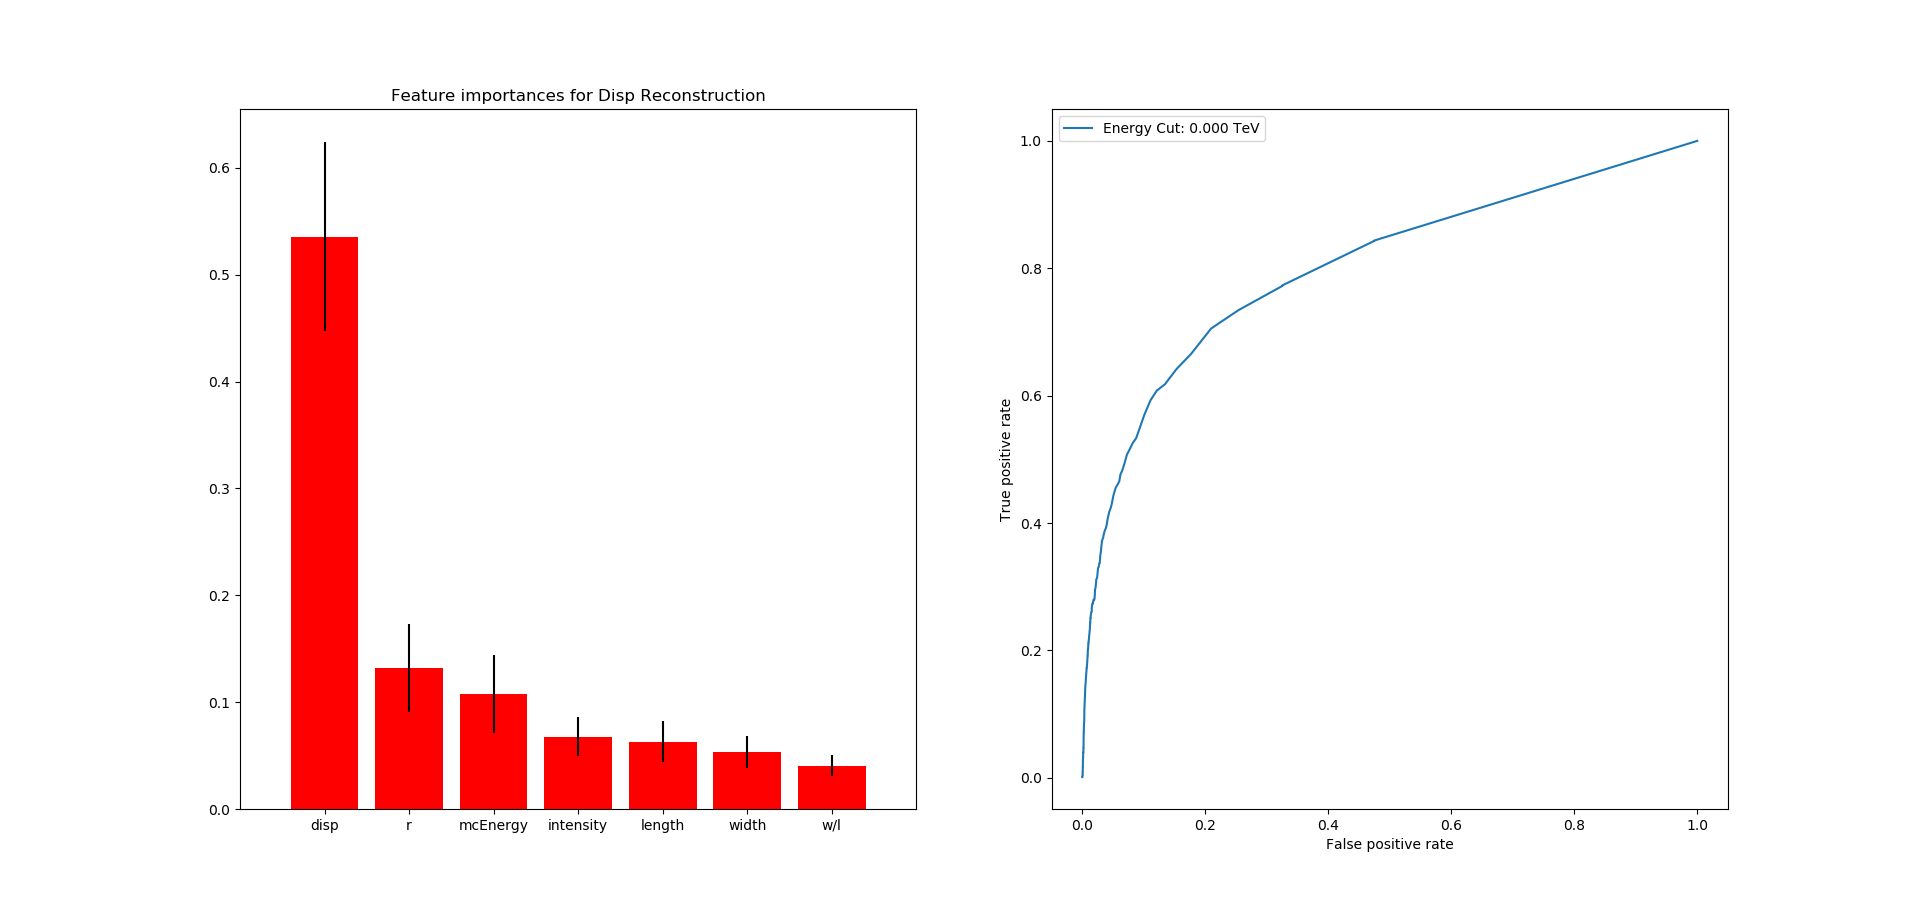 Feature importances for Disp Reconstruction
0.6
0.5
0.4
0.3
0.2
0.1
0.0
disp r mcEnergy intensity length width w/l
Energy Cut: 0.000 TeV
True positive rate
1.0
0.8
0.6
0.4
0.2
0.0
0.0 0.2 0.4 0.6 0.8 1.0
False positive rate